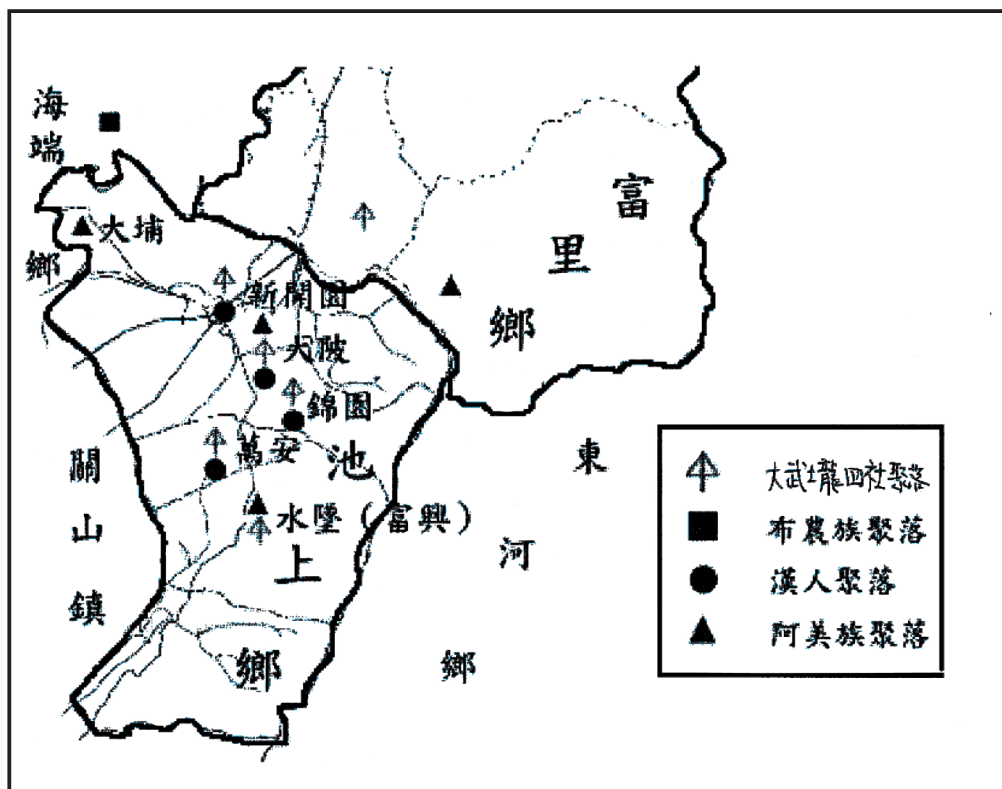 海端鄉
富里鄉
大埔
新開園
大陂
錦園
萬安
水墜(富興)
池上鄉
關山鎮
東河鄉
大武壠四社聚落
布農族聚落
漢人聚落
阿美族聚落